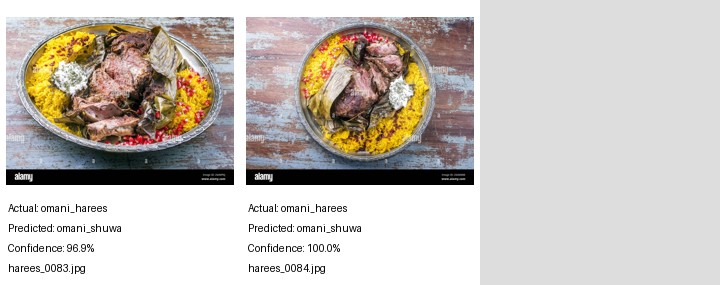 alamy
alamy
Actual: omani_harees
Predicted: omani_shuwa
Confidence: 96.9%
harees_0083.jpg
Actual: omani_harees
Predicted: omani_shuwa
Confidence: 100.0%
harees_0084.jpg